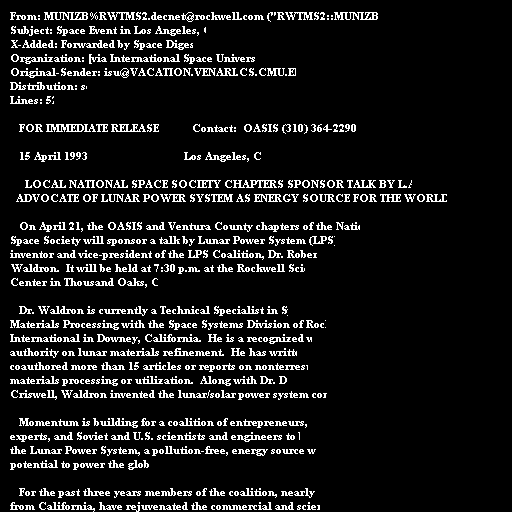 From: MUNIZB%RWTMS2.decnet@rockwell.com ("RWTMS2::MUNIZB
Subject: Space Event in Los Angeles,
X-Added: Forwarded by Space Diges
Organization: [via International Space Univers
Original-Sender: isu@VACATION.VENARI.CS.CMU.E
Distribution: s
Lines: 5
FOR IMMEDIATE RELEASE Contact: OASIS (310) 364-2290
15 April 1993 Los Angeles, C
LOCAL NATIONAL SPACE SOCIETY CHAPTERS SPONSOR TALK BY L.A
ADVOCATE OF LUNAR POWER SYSTEM AS ENERGY SOURCE FOR THE WORLD
On April 21, the OASIS and Ventura County chapters of the Natio
Space Society will sponsor a talk by Lunar Power System (LPS)
inventor and vice-president of the LPS Coalition, Dr. Rober
Waldron. It will be held at 7:30 p.m. at the Rockwell Sci
Center in Thousand Oaks, C
Dr. Waldron is currently a Technical Specialist in S
Materials Processing with the Space Systems Division of Roc
International in Downey, California. He is a recognized w
authority on lunar materials refinement. He has writt
coauthored more than 15 articles or reports on nonterres
materials processing or utilization. Along with Dr. D
Criswell, Waldron invented the lunar/solar power system con
Momentum is building for a coalition of entrepreneurs,
experts, and Soviet and U.S. scientists and engineers to
the Lunar Power System, a pollution-free, energy source w
potential to power the glob
For the past three years members of the coalition, nearly
from California, have rejuvenated the commercial and scien